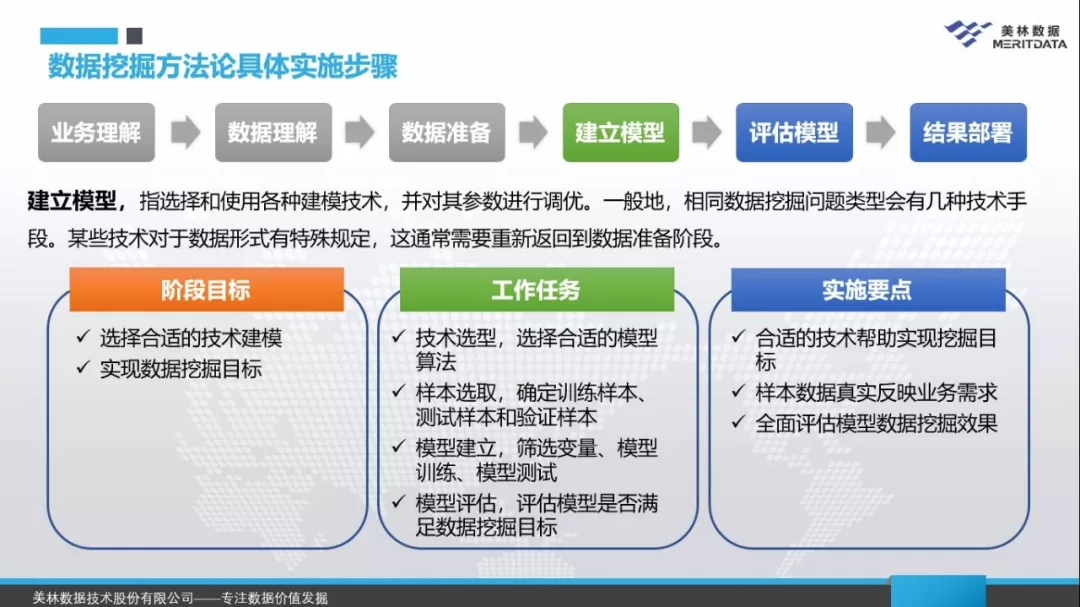 美林数据
MERITDATA
数据挖掘方法论具体实施步骤
业务理解
数据理解
数据准备
建立模型
评估模型
结果部署
建立模型，指选择和使用各种建模技术，并对其参数进行调优。一般地，相同数据挖掘问题类型会有几种技术手
段。某些技术对于数据形式有特殊规定，这通常需要重新返回到数据准备阶段。
阶段目标
✓ 选择合适的技术建模
✓ 实现数据挖掘目标
工作任务
✓ 技术选型，选择合适的模型
算法
✓ 样本选取，确定训练样本、
测试样本和验证样本
✓ 模型建立，筛选变量、模型
训练、模型测试
✓ 模型评估，评估模型是否满
足数据挖掘目标
实施要点
✓ 合适的技术帮助实现挖掘目
标
✓ 样本数据真实反映业务需求
✓ 全面评估模型数据挖掘效果
美林数据技术股份有限公司——专注数据价值发掘